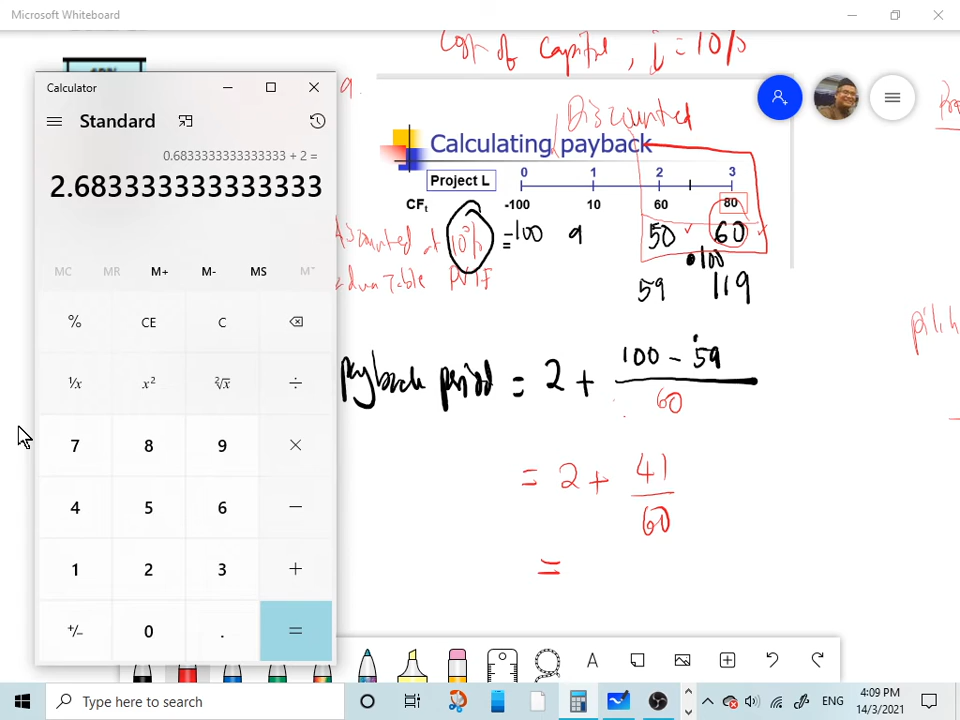 Microsoft Whiteboard
Cost of Capital, i = 10%
9.
Calculator
Standard
0.6833333333333333 + 2 =
2.683333333333333
MC MR M+ M- MS M˅
% CE C
¹/x x² ²√x ÷
7 8 9 ×
4 5 6 −
1 2 3 +
+/− 0 . =
Discounted
Calculating payback
Project L 0 1 2 3
CFt -100 10 60 80
Discounted at 10% = -100 9 50 ✓ 60 ✓
100
Table PVIF 59 119
payback period = 2 + 100 - 59
60
= 2 + 41
60
=
Type here to search
ENG
4:09 PM
14/3/2021